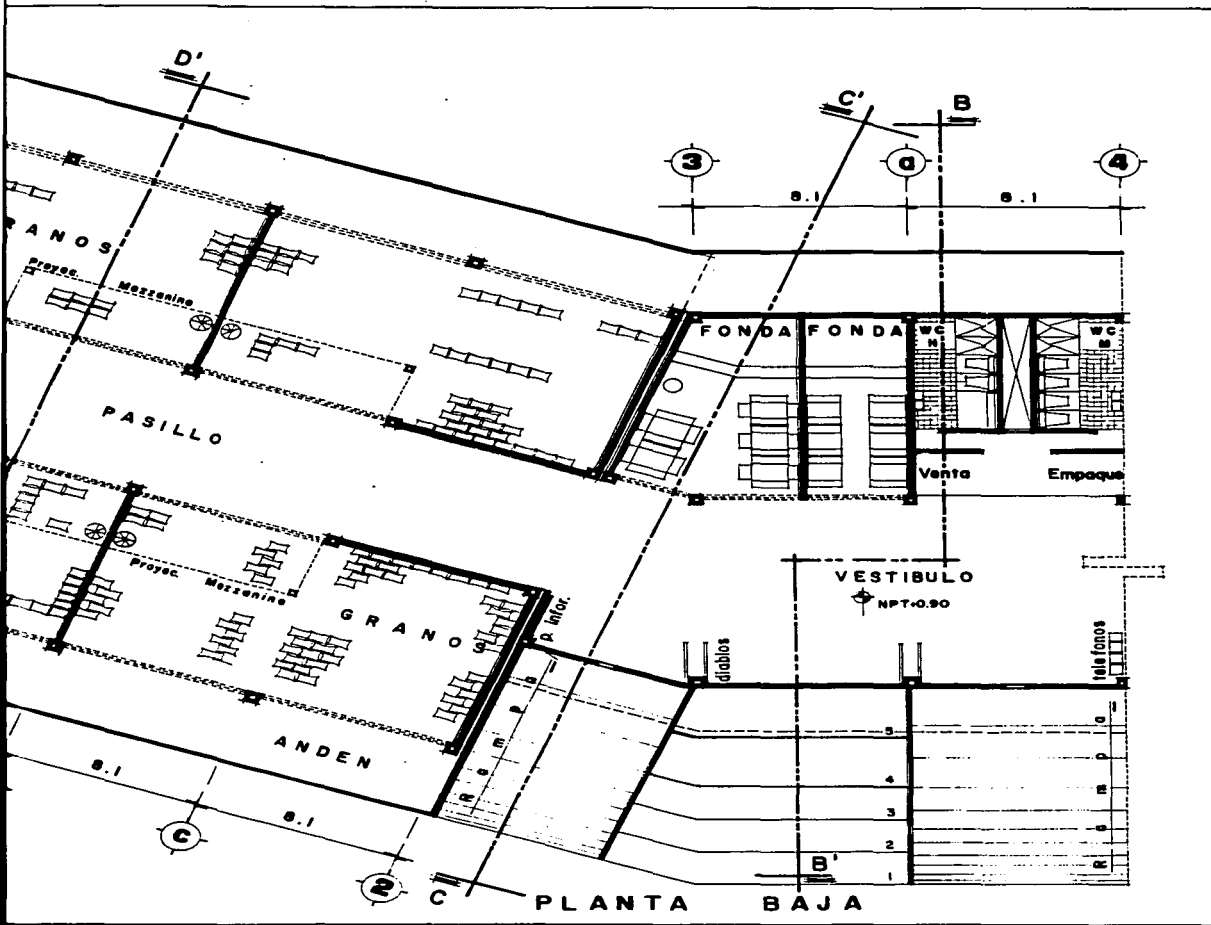 D'
C'
B
3
a
4
8.1
8.1
RANOS
Proyec. Mezzanine
FONDA
FONDA
WC H
WC M
PASILLO
Venta
Empaque
Proyec. Mezzanine
VESTIBULO
NPT+0.90
GRANOS
P. Infor.
diablos
telefonos
Rampa
Rampa
5
4
3
2
1
ANDEN
8.1
8.1
C
2
C
B'
PLANTA BAJA